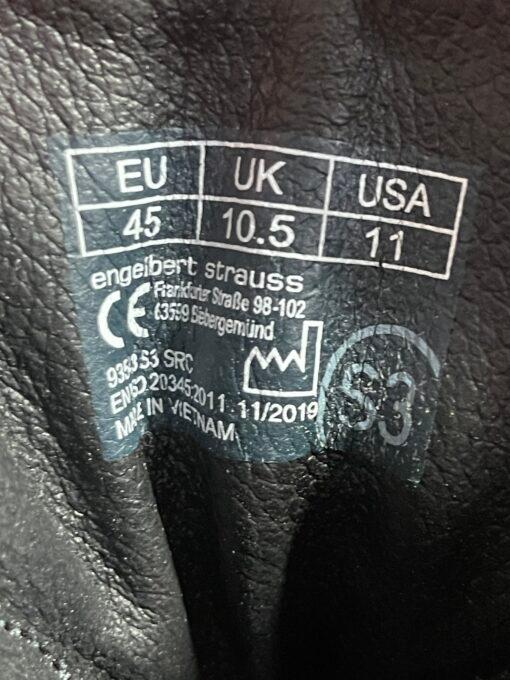 EU UK USA
45 10.5 11
engelbert strauss
CE Frankfurter Straße 98-102
63599 Biebergemünd
S3 SRC
EN ISO 20345:2011 11/2019
MADE IN VIETNAM
S3